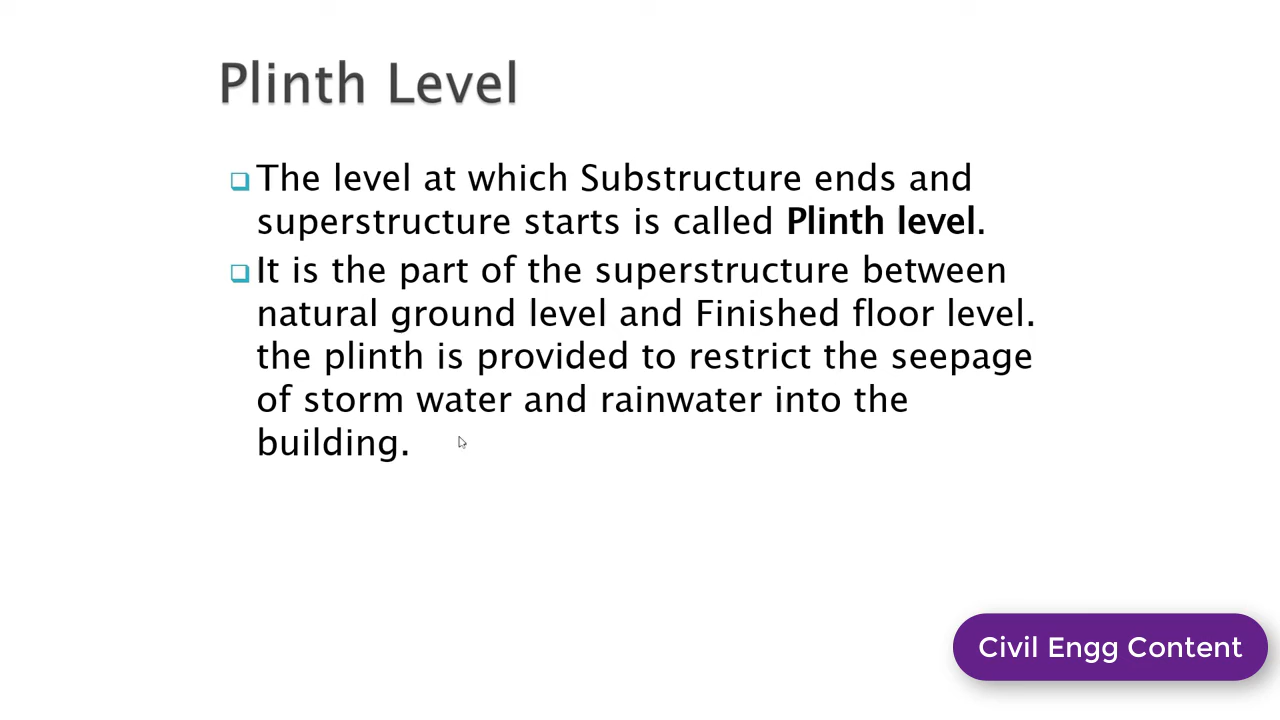 Plinth Level
The level at which Substructure ends and
superstructure starts is called Plinth level.
It is the part of the superstructure between
natural ground level and Finished floor level.
the plinth is provided to restrict the seepage
of storm water and rainwater into the
building.
Civil Engg Content